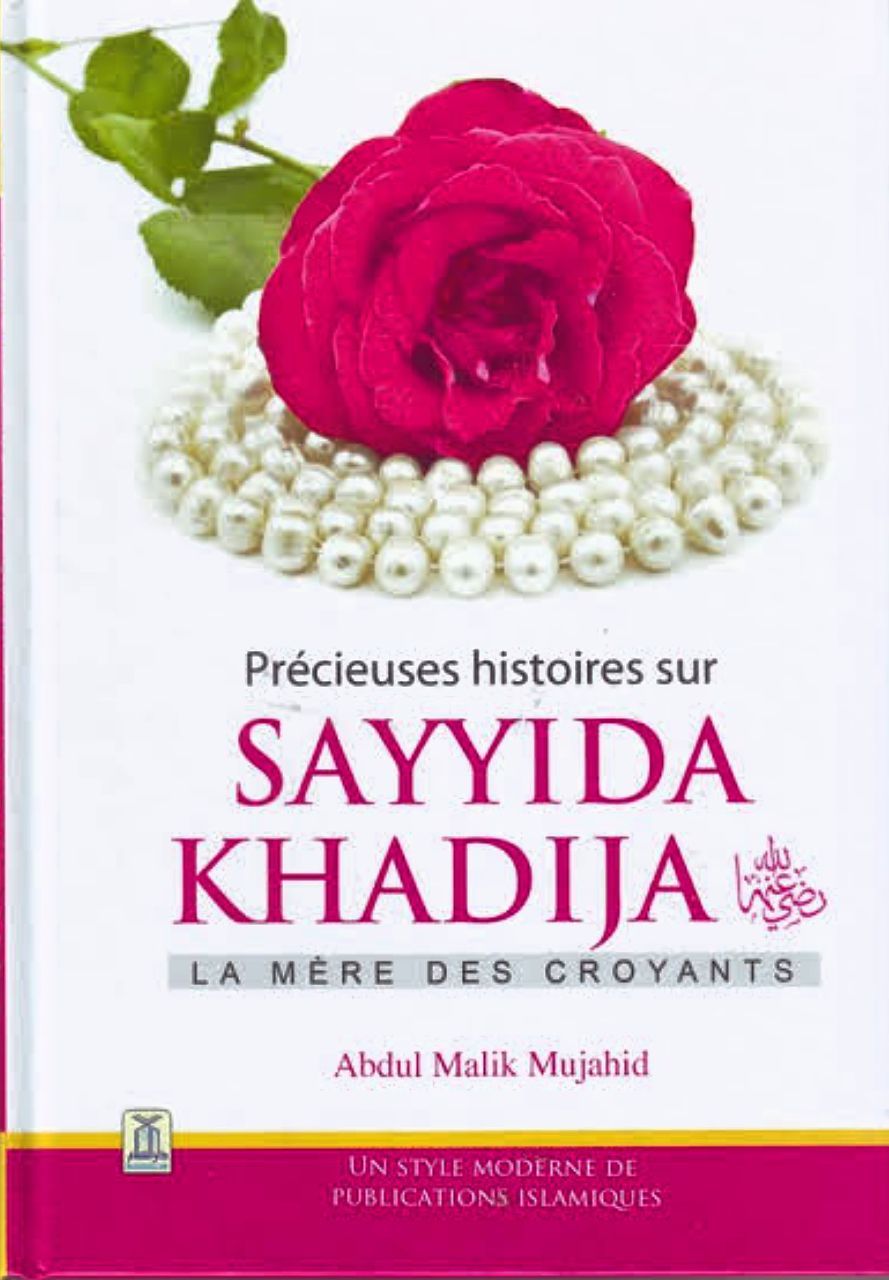 Précieuses histoires sur
SAYYIDA
KHADIJA رضي الله عنها
LA MÈRE DES CROYANTS
Abdul Malik Mujahid
UN STYLE MODERNE DE
PUBLICATIONS ISLAMIQUES